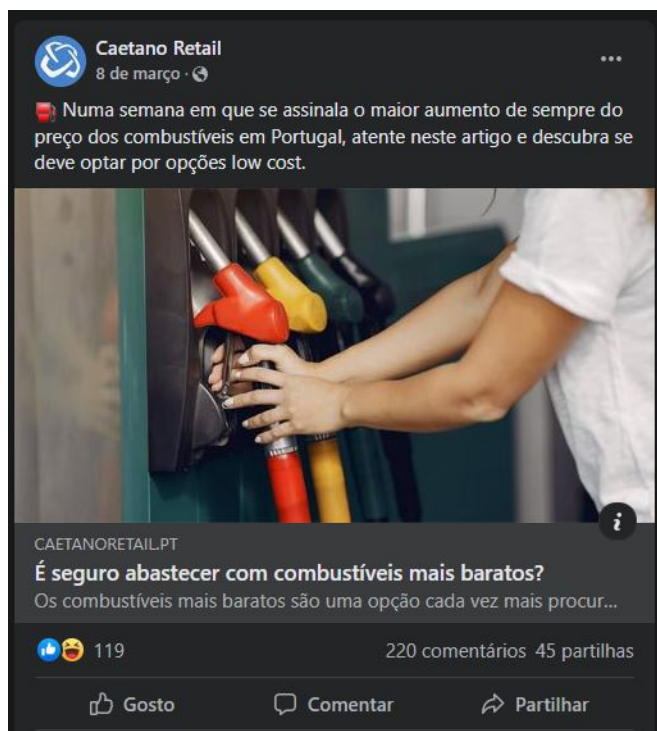 Caetano Retail
8 de março ·
Numa semana em que se assinala o maior aumento de sempre do
preço dos combustíveis em Portugal, atente neste artigo e descubra se
deve optar por opções low cost.
i
CAETANORETAIL.PT
É seguro abastecer com combustíveis mais baratos?
Os combustíveis mais baratos são uma opção cada vez mais procur...
119
220 comentários 45 partilhas
Gosto
Comentar
Partilhar